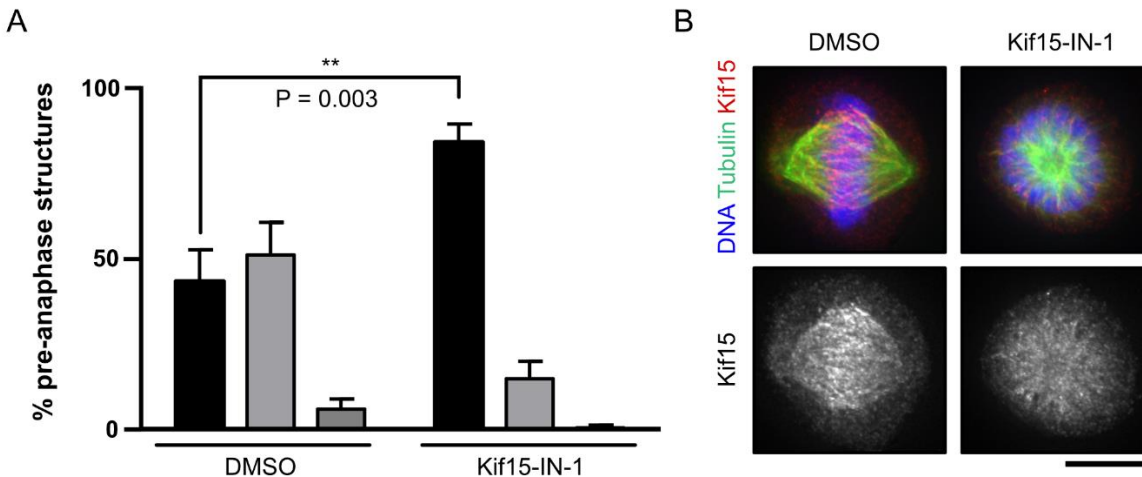 A
% pre-anaphase structures
100
50
0
**
P = 0.003
DMSO
Kif15-IN-1
B
DMSO
Kif15-IN-1
DNA Tubulin Kif15
Kif15